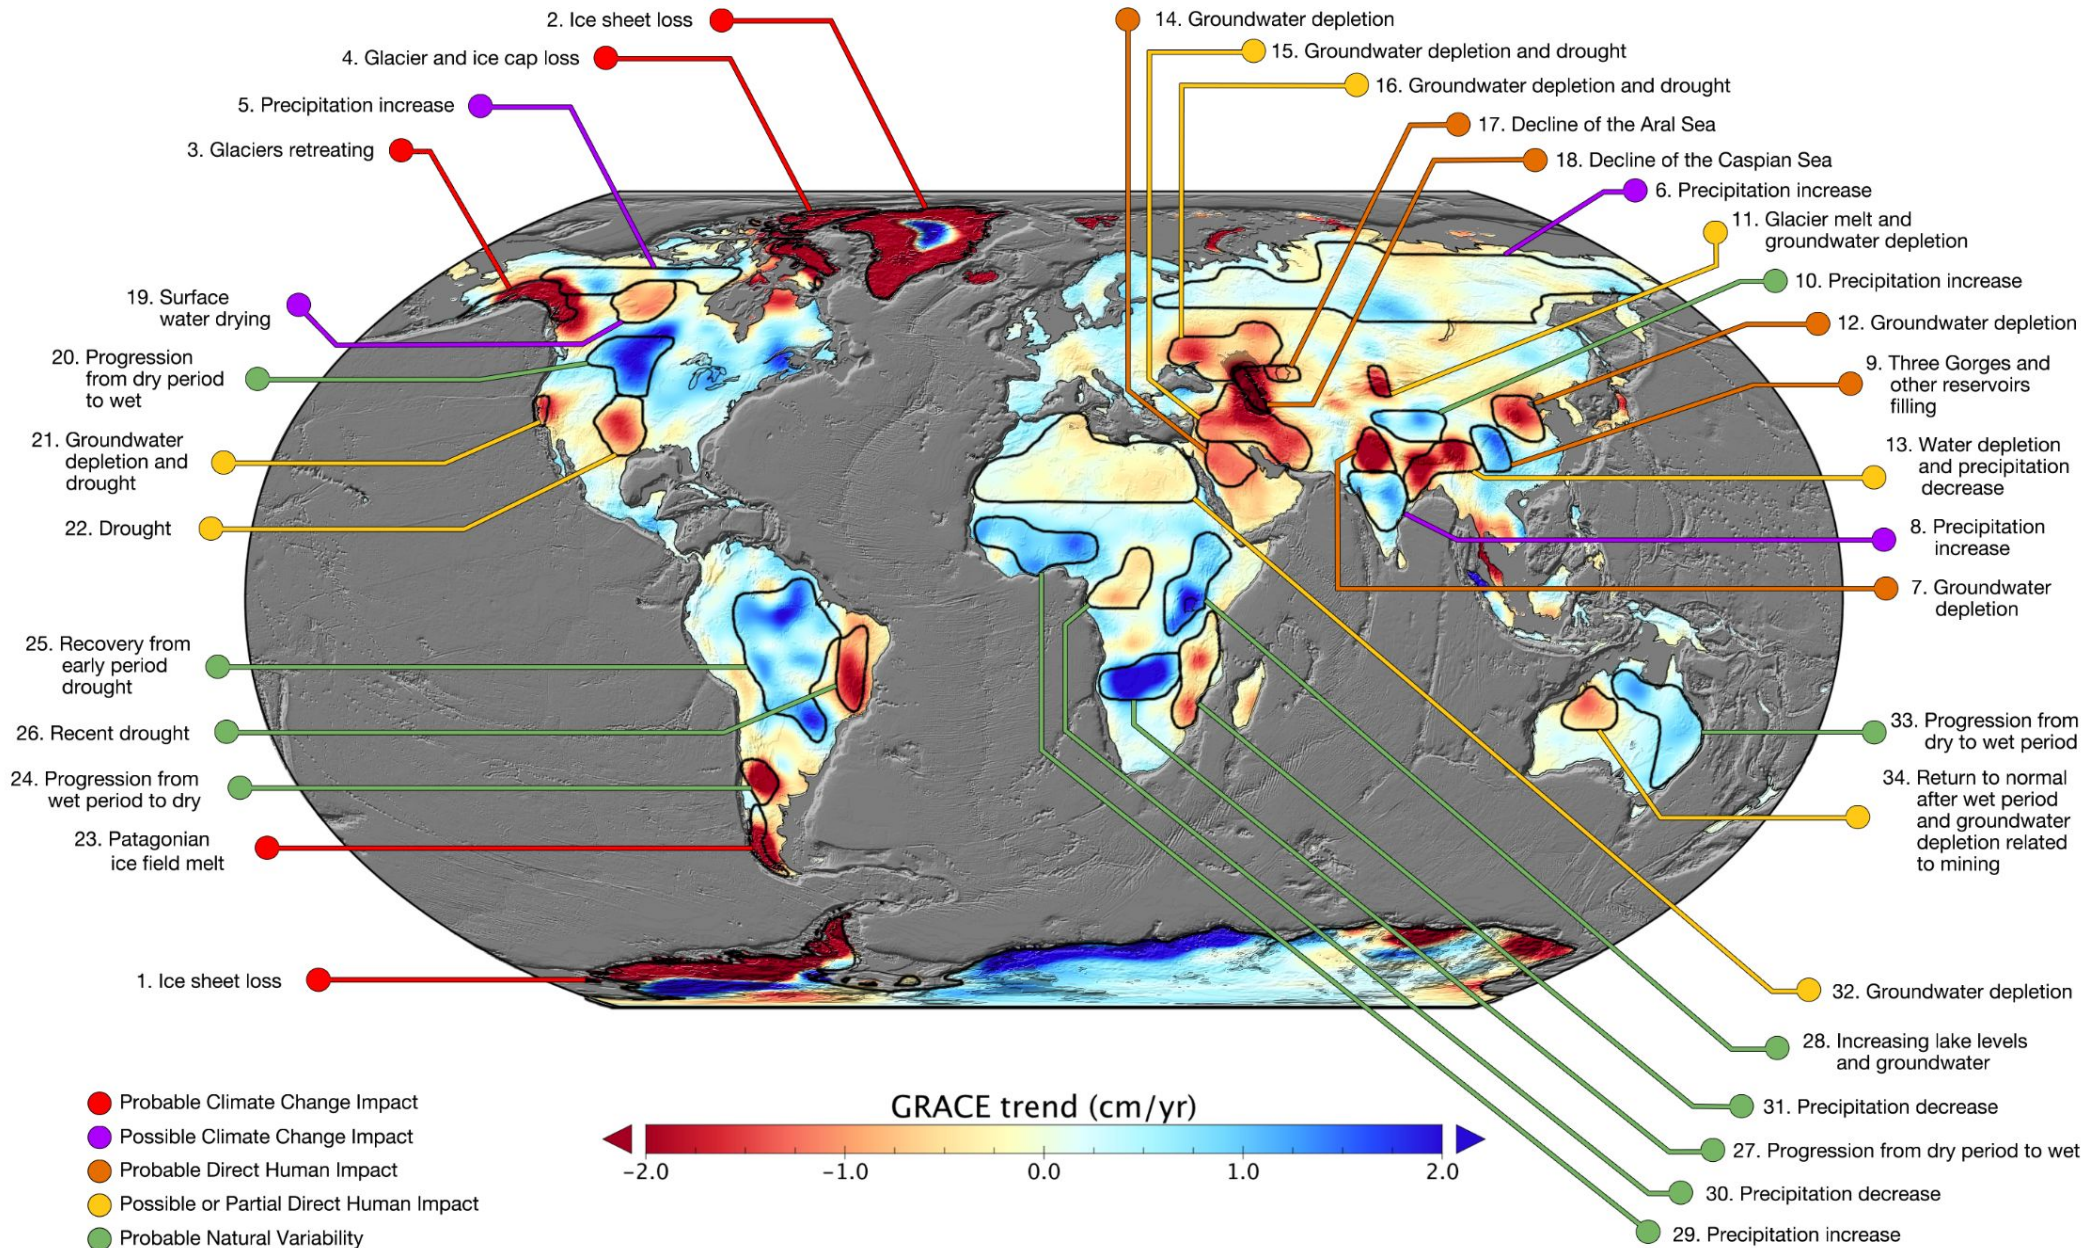 2. Ice sheet loss
4. Glacier and ice cap loss
5. Precipitation increase
3. Glaciers retreating
19. Surface
water drying
20. Progression
from dry period
to wet
21. Groundwater
depletion and
drought
22. Drought
25. Recovery from
early period
drought
26. Recent drought
24. Progression from
wet period to dry
23. Patagonian
ice field melt
1. Ice sheet loss
14. Groundwater depletion
15. Groundwater depletion and drought
16. Groundwater depletion and drought
17. Decline of the Aral Sea
18. Decline of the Caspian Sea
6. Precipitation increase
11. Glacier melt and
groundwater depletion
10. Precipitation increase
12. Groundwater depletion
9. Three Gorges and
other reservoirs
filling
13. Water depletion
and precipitation
decrease
8. Precipitation
increase
7. Groundwater
depletion
33. Progression from
dry to wet period
34. Return to normal
after wet period
and groundwater
depletion related
to mining
32. Groundwater depletion
28. Increasing lake levels
and groundwater
31. Precipitation decrease
27. Progression from dry period to wet
30. Precipitation decrease
29. Precipitation increase
Probable Climate Change Impact
Possible Climate Change Impact
Probable Direct Human Impact
Possible or Partial Direct Human Impact
Probable Natural Variability
GRACE trend (cm/yr)
-2.0 -1.0 0.0 1.0 2.0